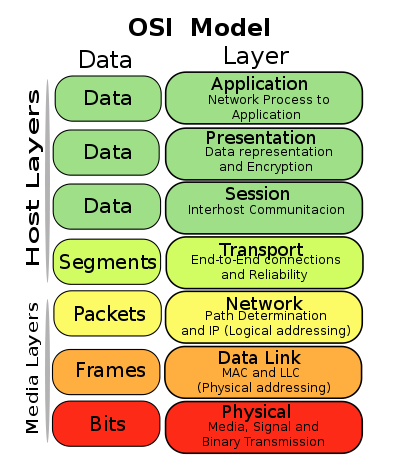 OSI  Model
Data
Layer
Host Layers
Data
Application
Network Process to
Application
Data
Presentation
Data representation
and Encryption
Data
Session
Interhost Communitacion
Segments
Transport
End-to-End connections
and Reliability
Media Layers
Packets
Network
Path Determination
and IP (Logical addressing)
Frames
Data Link
MAC and LLC
(Physical addressing)
Bits
Physical
Media, Signal and
Binary Transmission